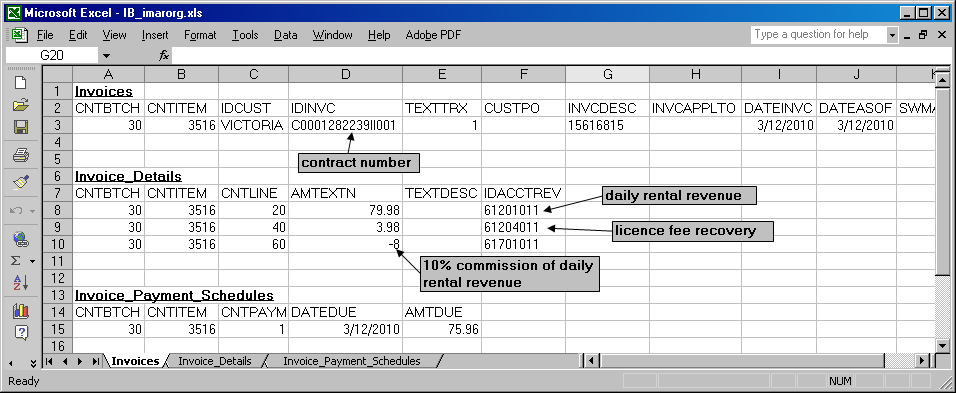 Microsoft Excel - IB_imarorg.xls
File Edit View Insert Format Tools Data Window Help Adobe PDF Type a question for help
G20 fx
A B C D E F G H I J K
1 Invoices
2 CNTBTCH CNTITEM IDCUST IDINVC TEXTTRX CUSTPO INVCDESC INVCAPPLTO DATEINVC DATEASOF SWMA
3 30 3516 VICTORIA C0001282239II001 1 15616815 3/12/2010 3/12/2010
4
5 contract number
6 Invoice_Details
7 CNTBTCH CNTITEM CNTLINE AMTEXTN TEXTDESC IDACCTREV
daily rental revenue
8 30 3516 20 79.98 61201011
9 30 3516 40 3.98 61204011 licence fee recovery
10 30 3516 60 -8 61701011
11 10% commission of daily
12 rental revenue
13 Invoice_Payment_Schedules
14 CNTBTCH CNTITEM CNTPAYM DATEDUE AMTDUE
15 30 3516 1 3/12/2010 75.96
16
Invoices Invoice_Details Invoice_Payment_Schedules
Ready NUM